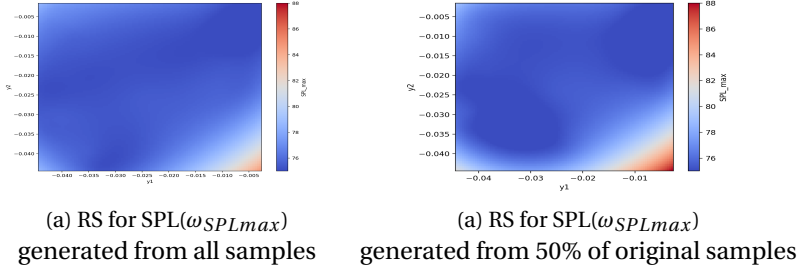 −0.005
−0.010
−0.015
−0.020
−0.025
−0.030
−0.035
−0.040
y2
−0.040 −0.035 −0.030 −0.025 −0.020 −0.015 −0.010 −0.005
y1
88
86
84
82
80
78
76
SPL_max
−0.005
−0.010
−0.015
−0.020
−0.025
−0.030
−0.035
−0.040
y2
−0.04 −0.03 −0.02 −0.01
y1
88
86
84
82
80
78
76
SPL_max
(a) RS for SPL(ωSPLmax)
generated from all samples
(a) RS for SPL(ωSPLmax)
generated from 50% of original samples